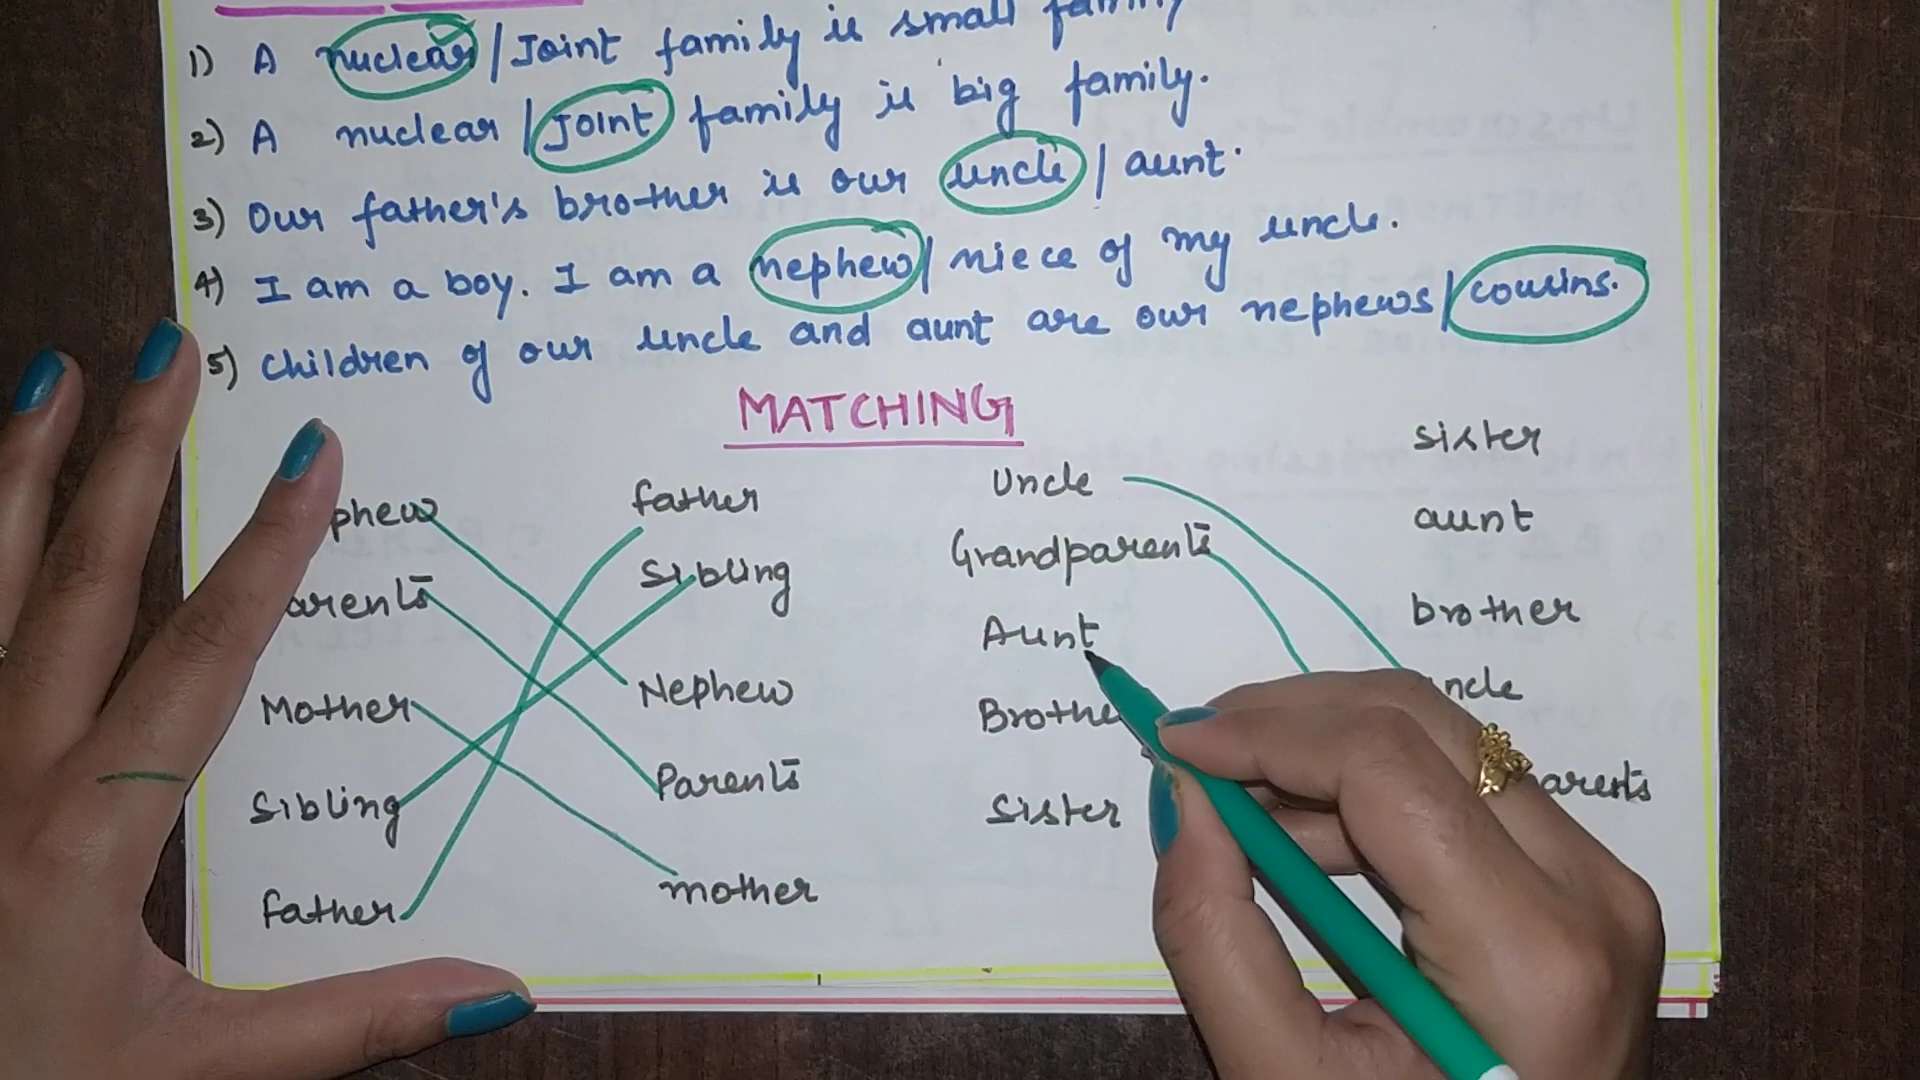 1) A nuclear / Joint family is small family
2) A nuclear / Joint family is big family.
3) Our father's brother is our uncle / aunt.
4) I am a boy. I am a nephew / niece of my uncle.
5) Children of our uncle and aunt are our nephews / cousins.
MATCHING
phew father
arents Sibling
Mother Nephew
Sibling Parents
father mother
Uncle sister
Grandparents aunt
Aunt brother
Brothe ncle
Sister arents